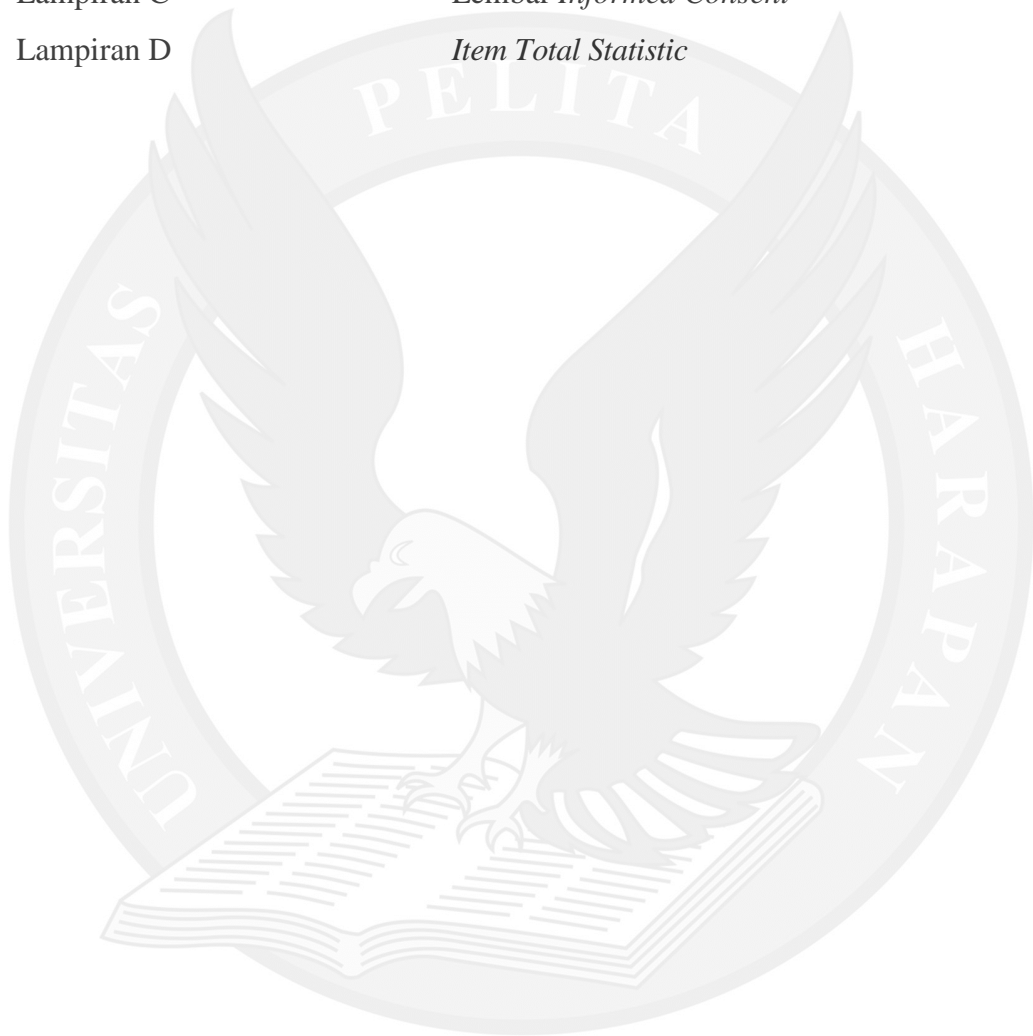 Lampiran C Lembar Informed Consent
Lampiran D Item Total Statistic
UNIVERSITAS PELITA HARAPAN